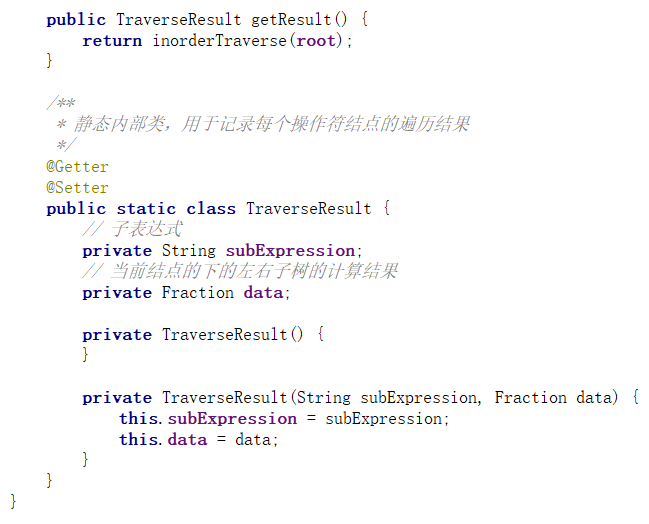 public TraverseResult getResult() {
        return inorderTraverse(root);
    }

    /**
     * 静态内部类，用于记录每个操作符结点的遍历结果
     */
    @Getter
    @Setter
    public static class TraverseResult {
        // 子表达式
        private String subExpression;
        // 当前结点的下的左右子树的计算结果
        private Fraction data;

        private TraverseResult() {
        }

        private TraverseResult(String subExpression, Fraction data) {
            this.subExpression = subExpression;
            this.data = data;
        }
    }
}